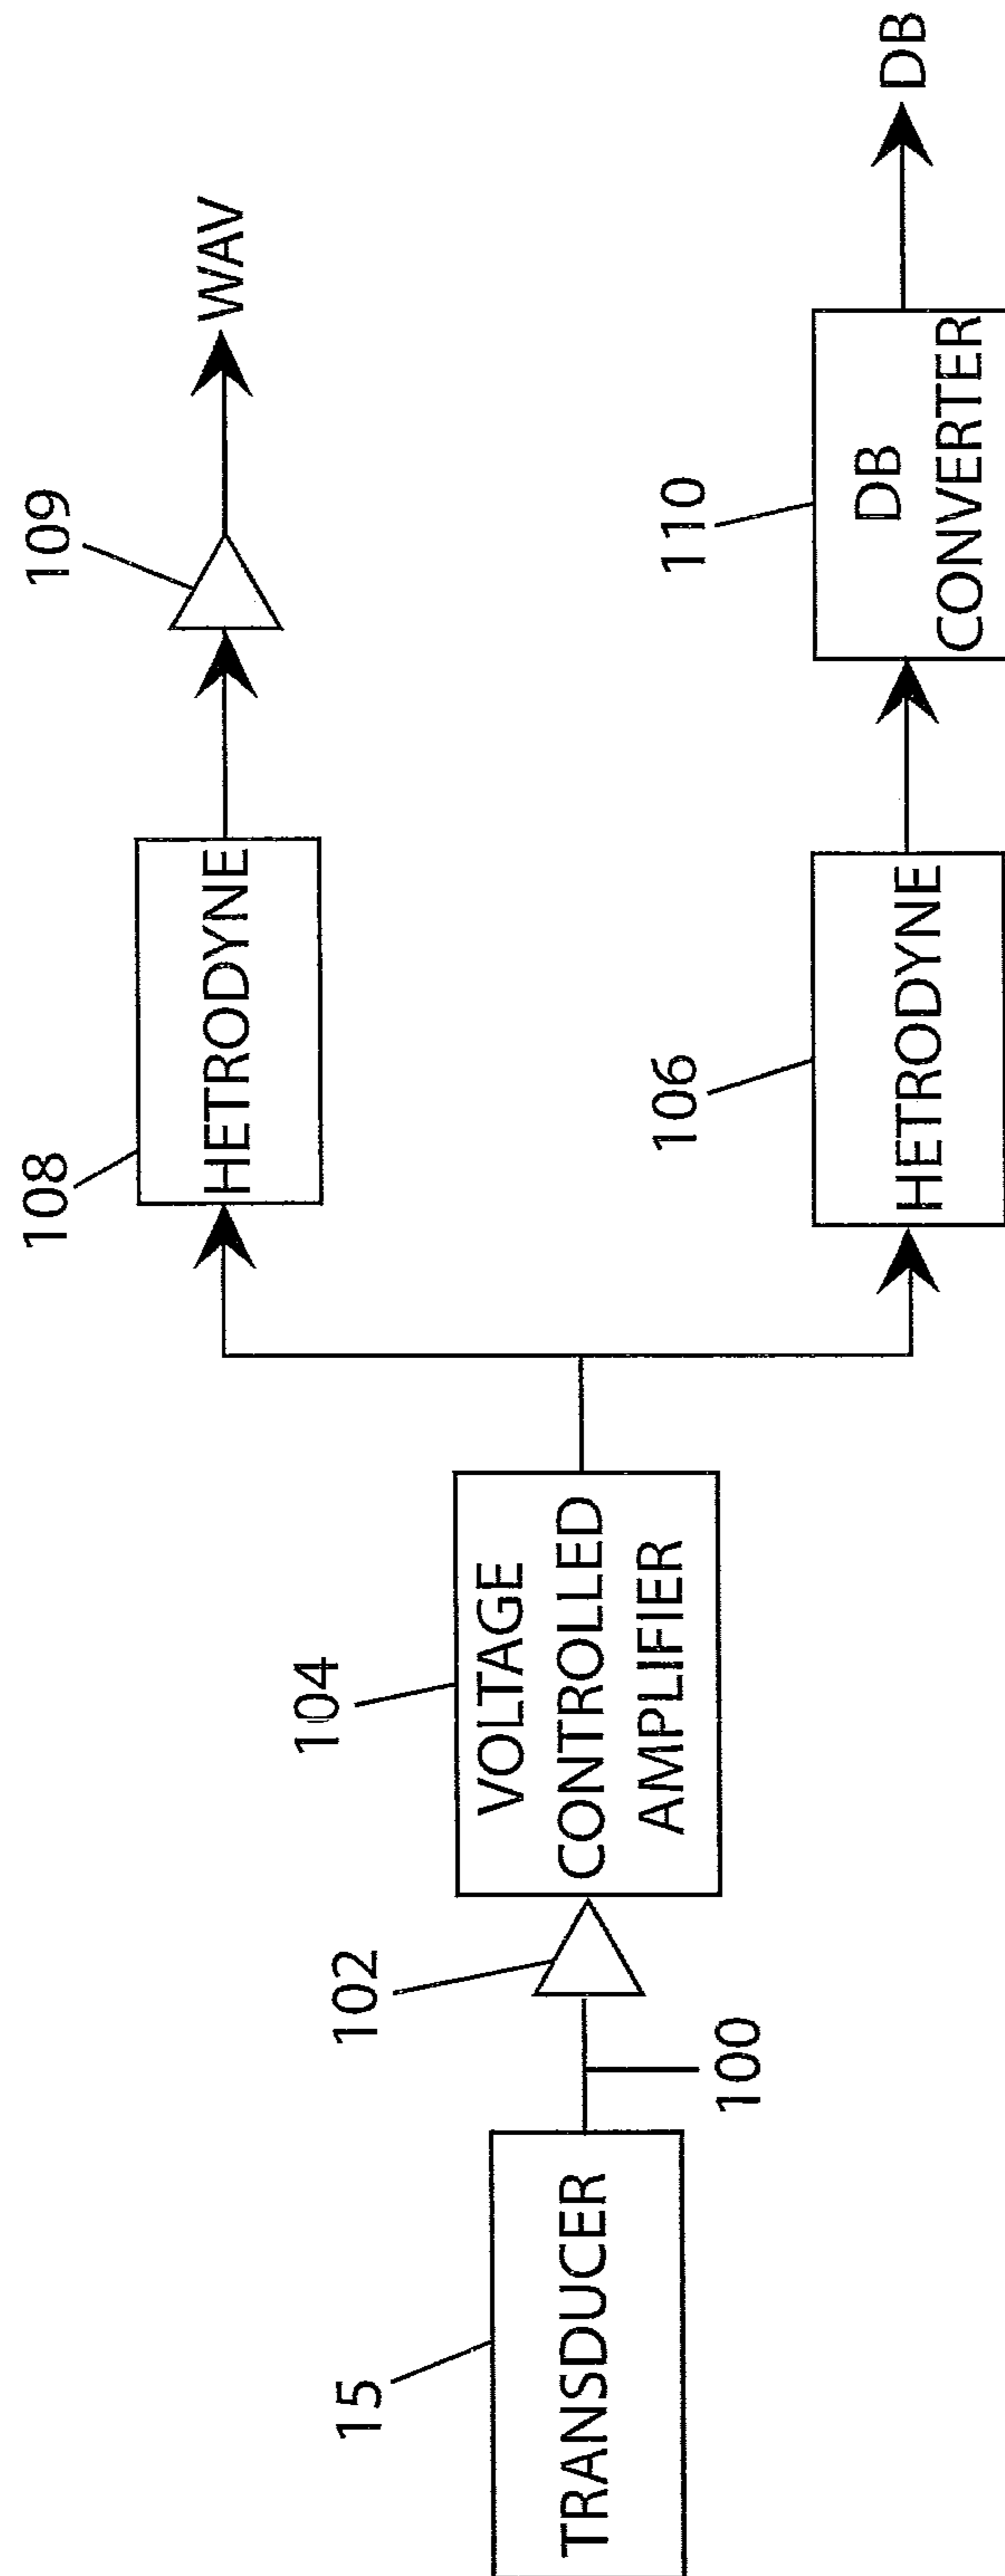 15
TRANSDUCER
100
102
104
VOLTAGE
CONTROLLED
AMPLIFIER
108
HETRODYNE
109
WAV
106
HETRODYNE
110
DB
CONVERTER
DB